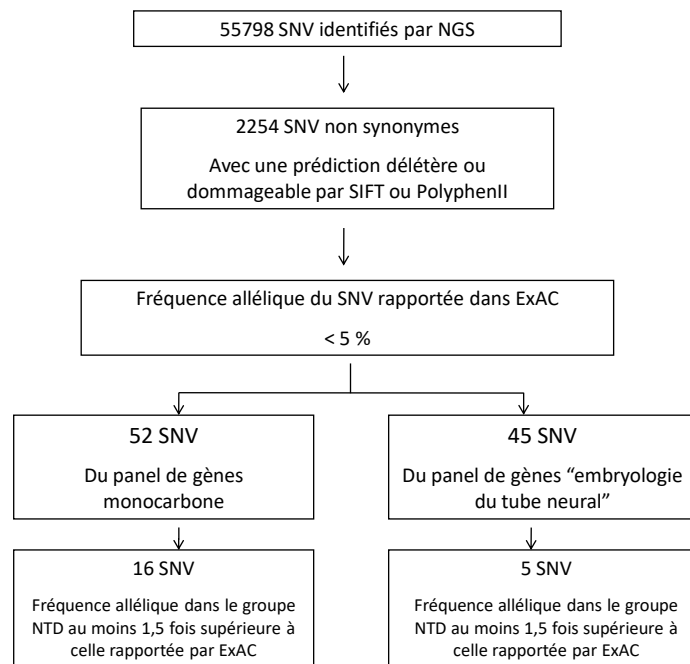 55798 SNV identifiés par NGS
2254 SNV non synonymes
Avec une prédiction délétère ou
dommageable par SIFT ou PolyphenII
Fréquence allélique du SNV rapportée dans ExAC
< 5 %
52 SNV
Du panel de gènes
monocarbone
45 SNV
Du panel de gènes “embryologie
du tube neural”
16 SNV
Fréquence allélique dans le groupe
NTD au moins 1,5 fois supérieure à
celle rapportée par ExAC
5 SNV
Fréquence allélique dans le groupe
NTD au moins 1,5 fois supérieure à
celle rapportée par ExAC